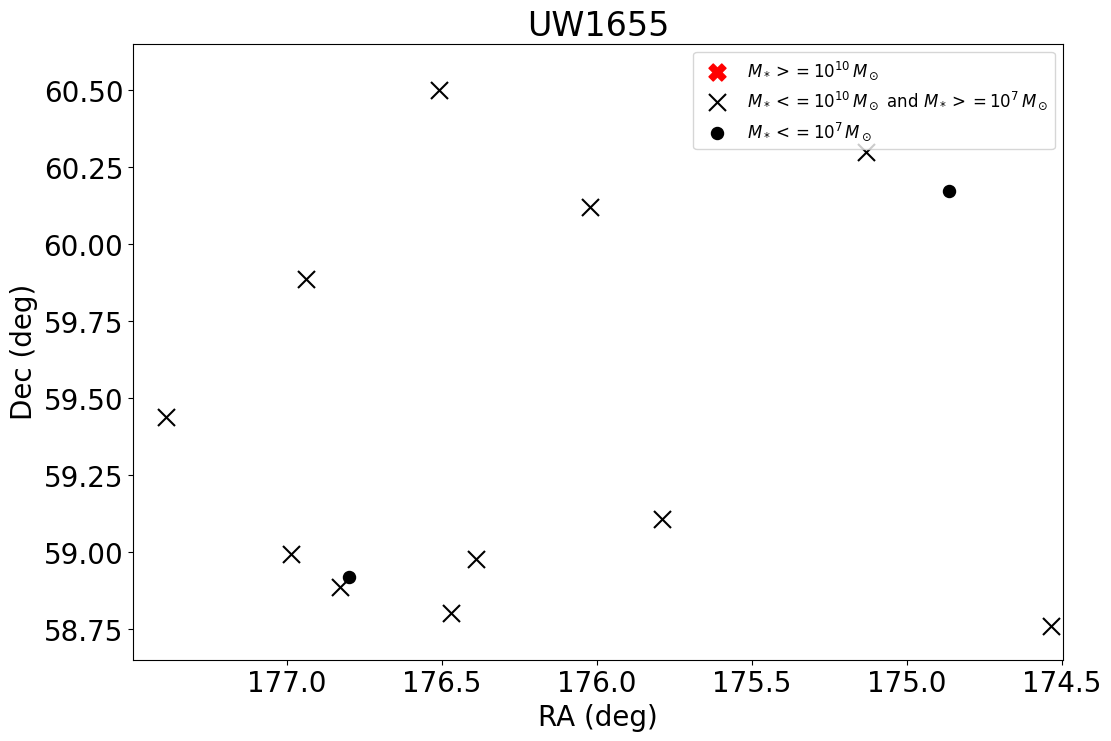 UW1655
M* >= 10^10 M⊙
M* <= 10^10 M⊙ and M* >= 10^7 M⊙
M* <= 10^7 M⊙
60.50
60.25
60.00
59.75
59.50
59.25
59.00
58.75
Dec (deg)
177.0 176.5 176.0 175.5 175.0 174.5
RA (deg)